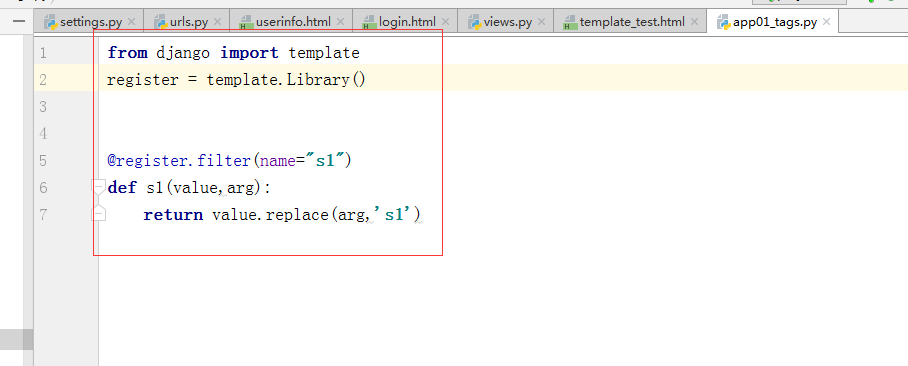 settings.py urls.py userinfo.html login.html views.py template_test.html app01_tags.py
1 from django import template
2 register = template.Library()
3
4
5 @register.filter(name="s1")
6 def s1(value,arg):
7 return value.replace(arg,'s1')